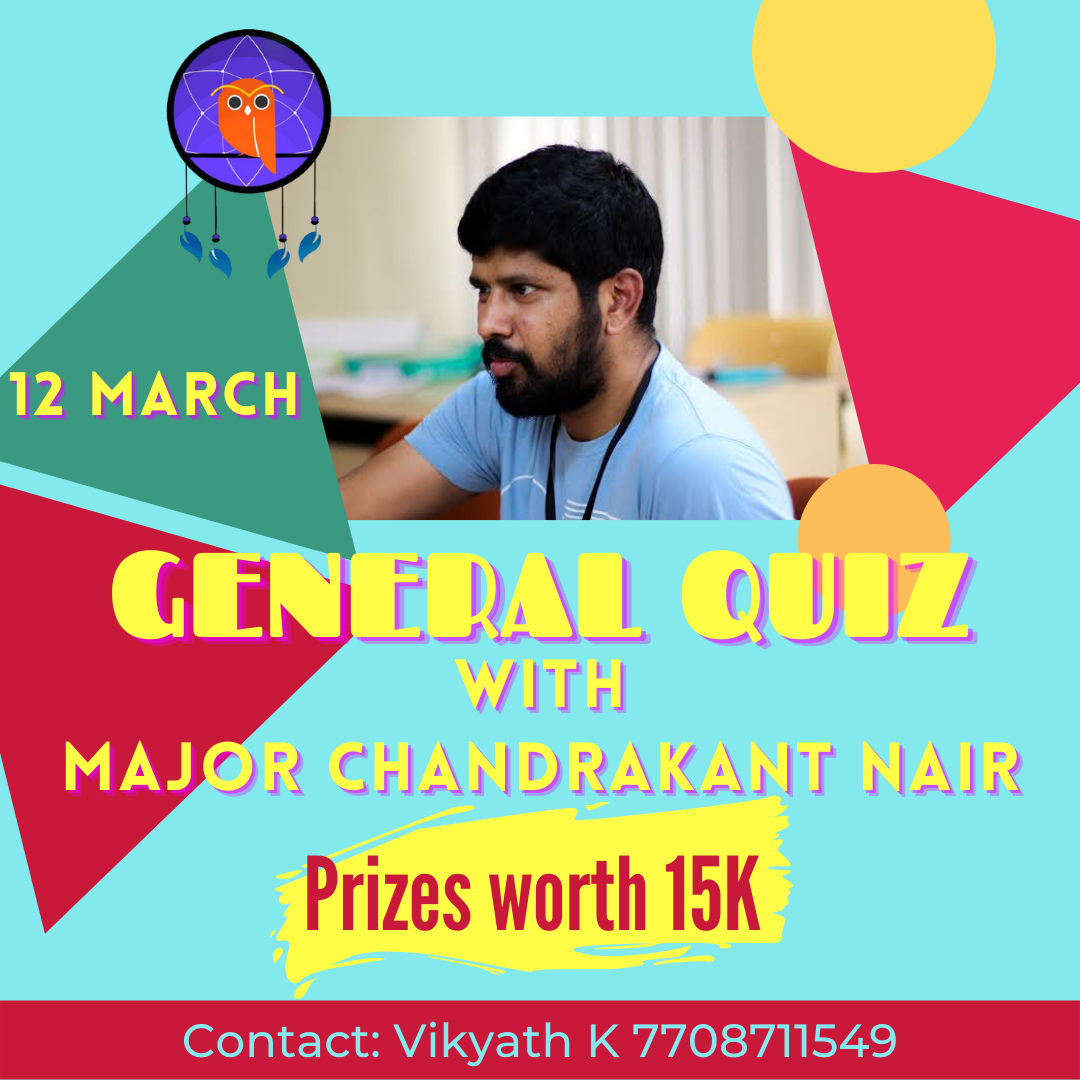 12 MARCH
GENERAL QUIZ
WITH
MAJOR CHANDRAKANT NAIR
Prizes worth 15K
Contact: Vikyath K 7708711549